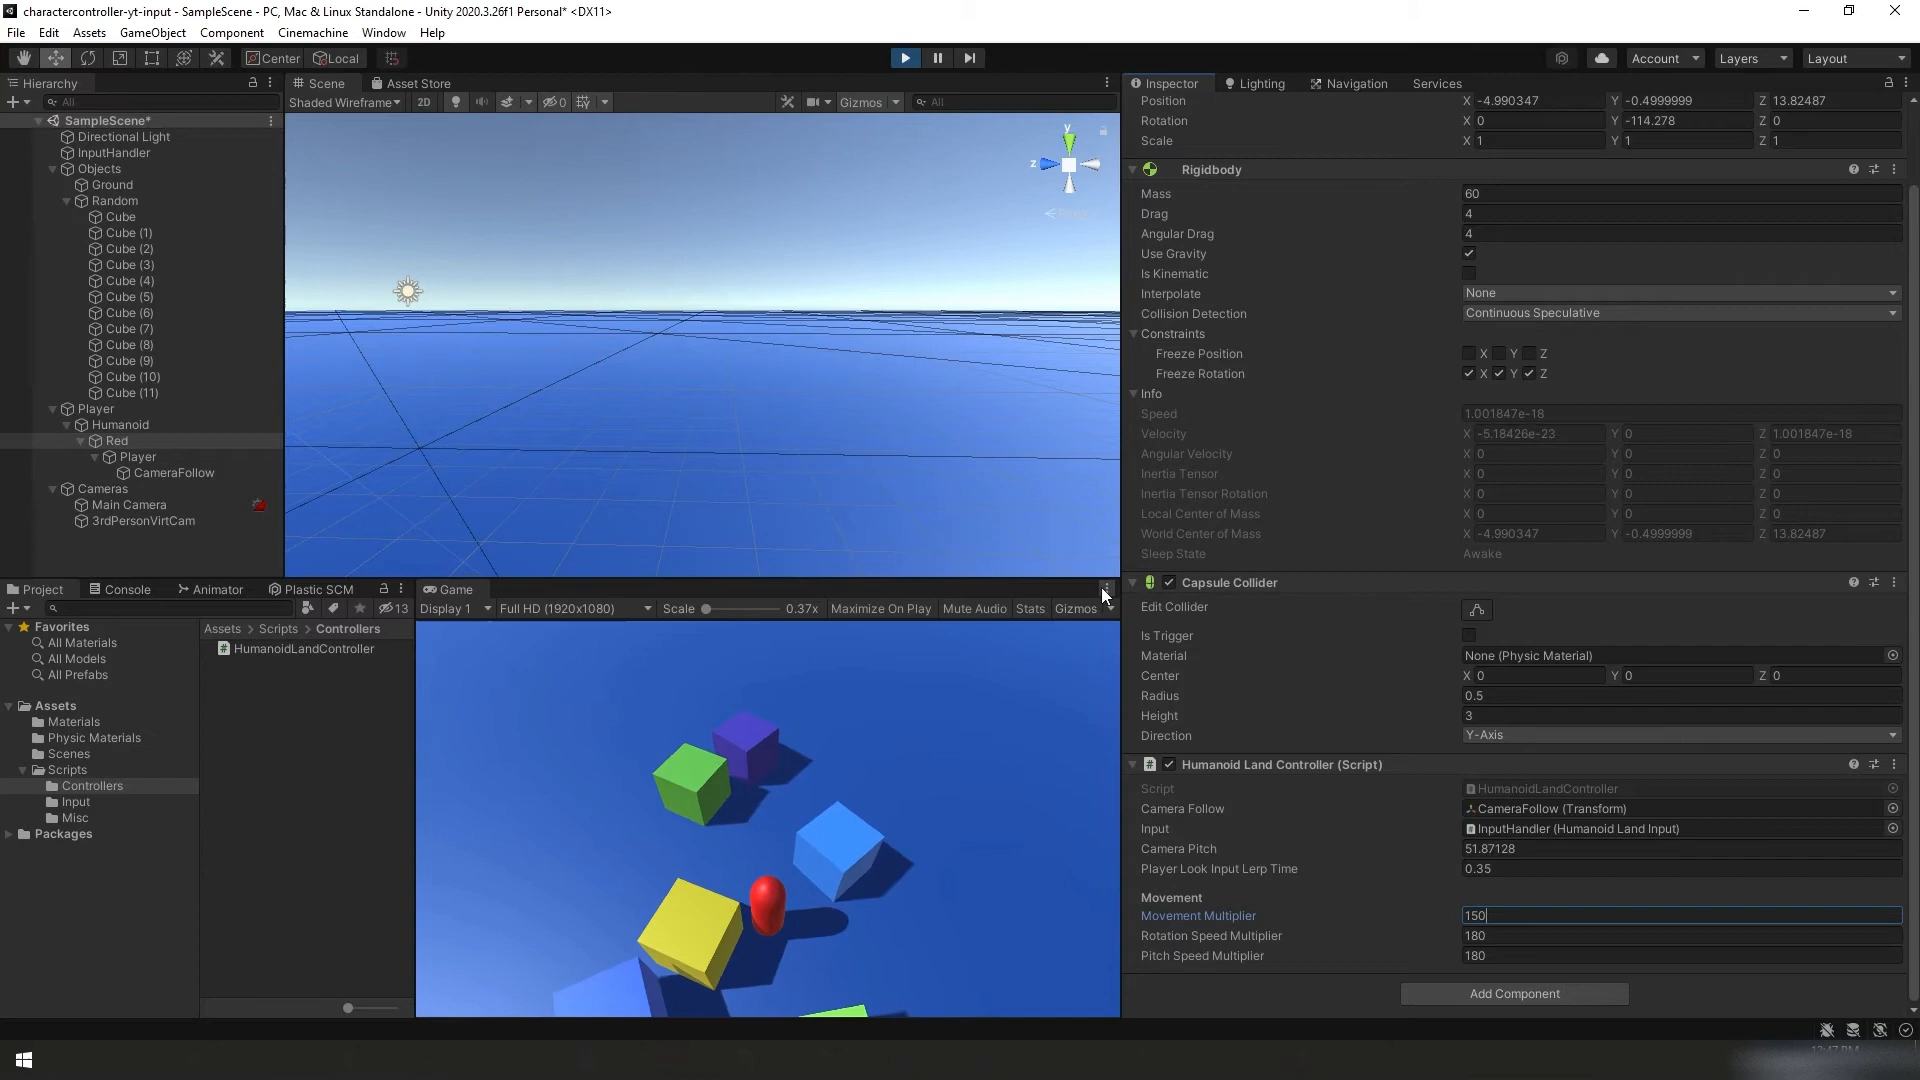 charactercontroller-yt-input - SampleScene - PC, Mac & Linux Standalone - Unity 2020.3.26f1 Personal* <DX11>
File Edit Assets GameObject Component Cinemachine Window Help
Center Local Account Layers Layout
Hierarchy
All
SampleScene*
Directional Light
InputHandler
Objects
Ground
Random
Cube
Cube (1)
Cube (2)
Cube (3)
Cube (4)
Cube (5)
Cube (6)
Cube (7)
Cube (8)
Cube (9)
Cube (10)
Cube (11)
Player
Humanoid
Red
Player
CameraFollow
Cameras
Main Camera
3rdPersonVirtCam
Scene Asset Store
Shaded Wireframe 2D 0 Gizmos All
y
z
Project Console Animator Plastic SCM
13
Favorites
All Materials
All Models
All Prefabs
Assets
Materials
Physic Materials
Scenes
Scripts
Controllers
Input
Misc
Packages
Assets > Scripts > Controllers
HumanoidLandController
Game
Display 1 Full HD (1920x1080) Scale 0.37x Maximize On Play Mute Audio Stats Gizmos
Inspector Lighting Navigation Services
Position X -4.990347 Y -0.4999999 Z 13.82487
Rotation X 0 Y -114.278 Z 0
Scale X 1 Y 1 Z 1
Rigidbody
Mass 60
Drag 4
Angular Drag 4
Use Gravity
Is Kinematic
Interpolate None
Collision Detection Continuous Speculative
Constraints
Freeze Position X Y Z
Freeze Rotation X Y Z
Info
Speed 1.001847e-18
Velocity X -5.18426e-23 Y 0 Z 1.001847e-18
Angular Velocity X 0 Y 0 Z 0
Inertia Tensor X 0 Y 0 Z 0
Inertia Tensor Rotation X 0 Y 0 Z 0
Local Center of Mass X 0 Y 0 Z 0
World Center of Mass X -4.990347 Y -0.4999999 Z 13.82487
Sleep State Awake
Capsule Collider
Edit Collider
Is Trigger
Material None (Physic Material)
Center X 0 Y 0 Z 0
Radius 0.5
Height 3
Direction Y-Axis
Humanoid Land Controller (Script)
Script HumanoidLandController
Camera Follow CameraFollow (Transform)
Input InputHandler (Humanoid Land Input)
Camera Pitch 51.87128
Player Look Input Lerp Time 0.35
Movement
Movement Multiplier 150
Rotation Speed Multiplier 180
Pitch Speed Multiplier 180
Add Component